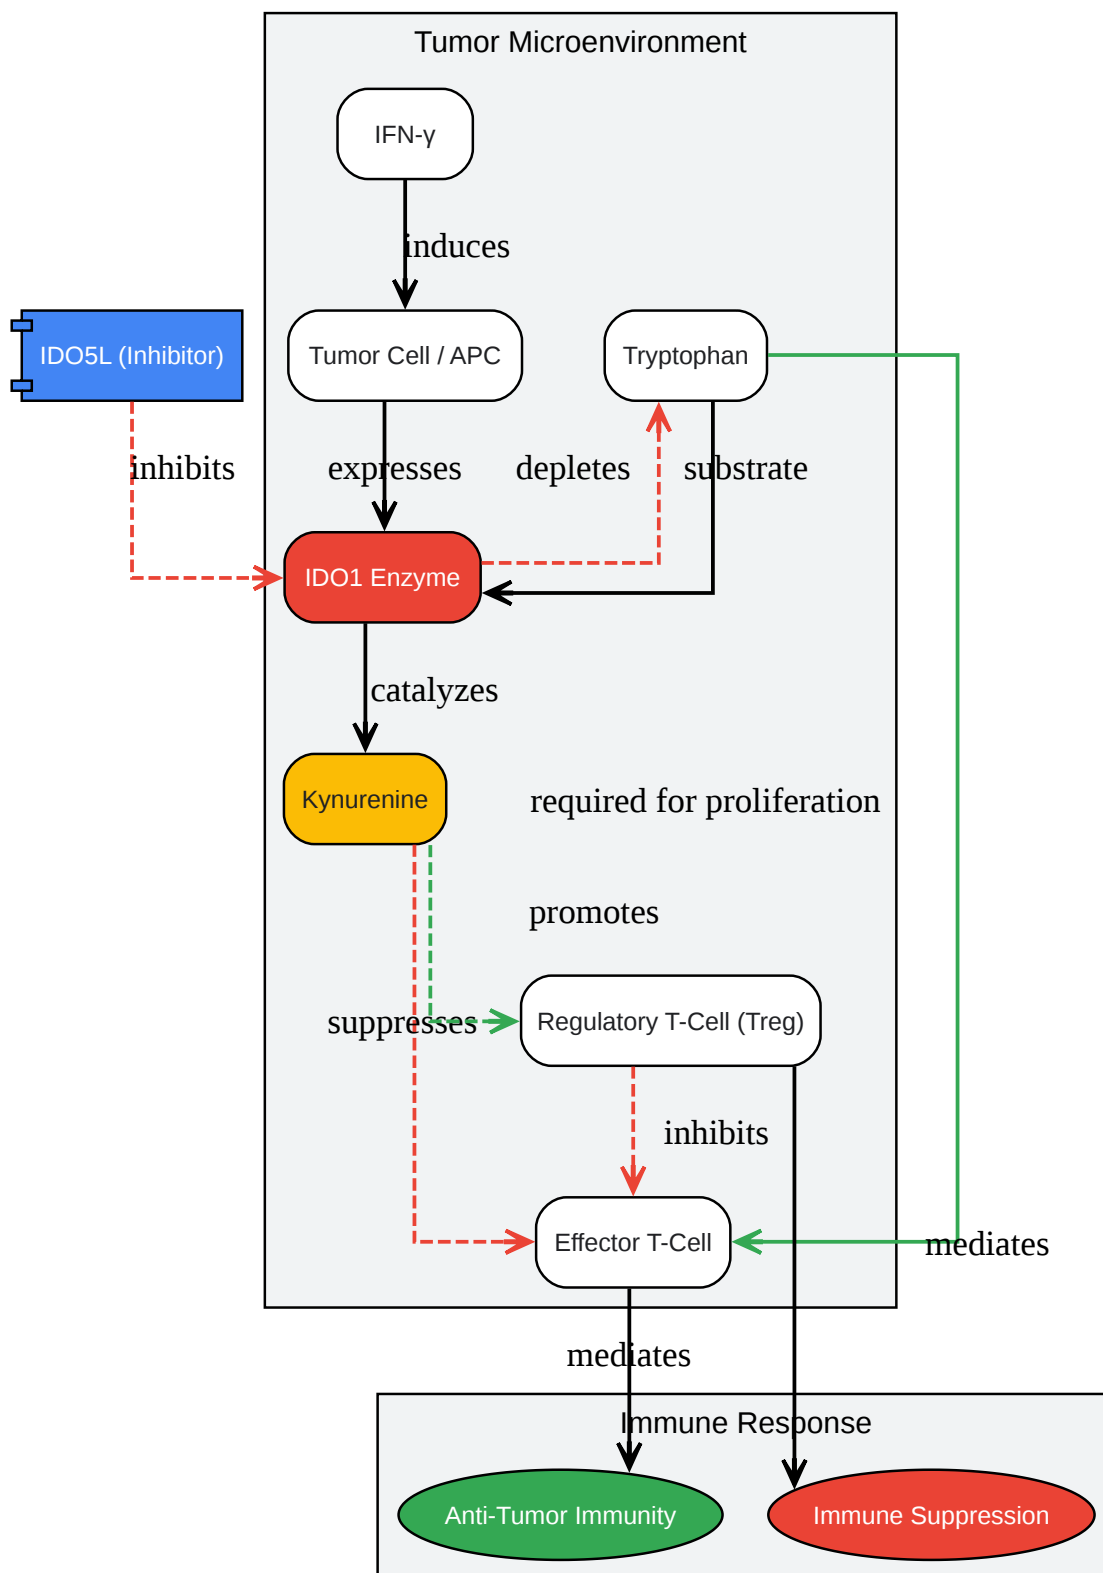 Tumor Microenvironment
IFN-γ
induces
IDO5L (Inhibitor)
Tumor Cell / APC
Tryptophan
inhibits
expresses
depletes
substrate
IDO1 Enzyme
catalyzes
Kynurenine
required for proliferation
promotes
suppresses
Regulatory T-Cell (Treg)
inhibits
Effector T-Cell
mediates
mediates
Immune Response
Anti-Tumor Immunity
Immune Suppression